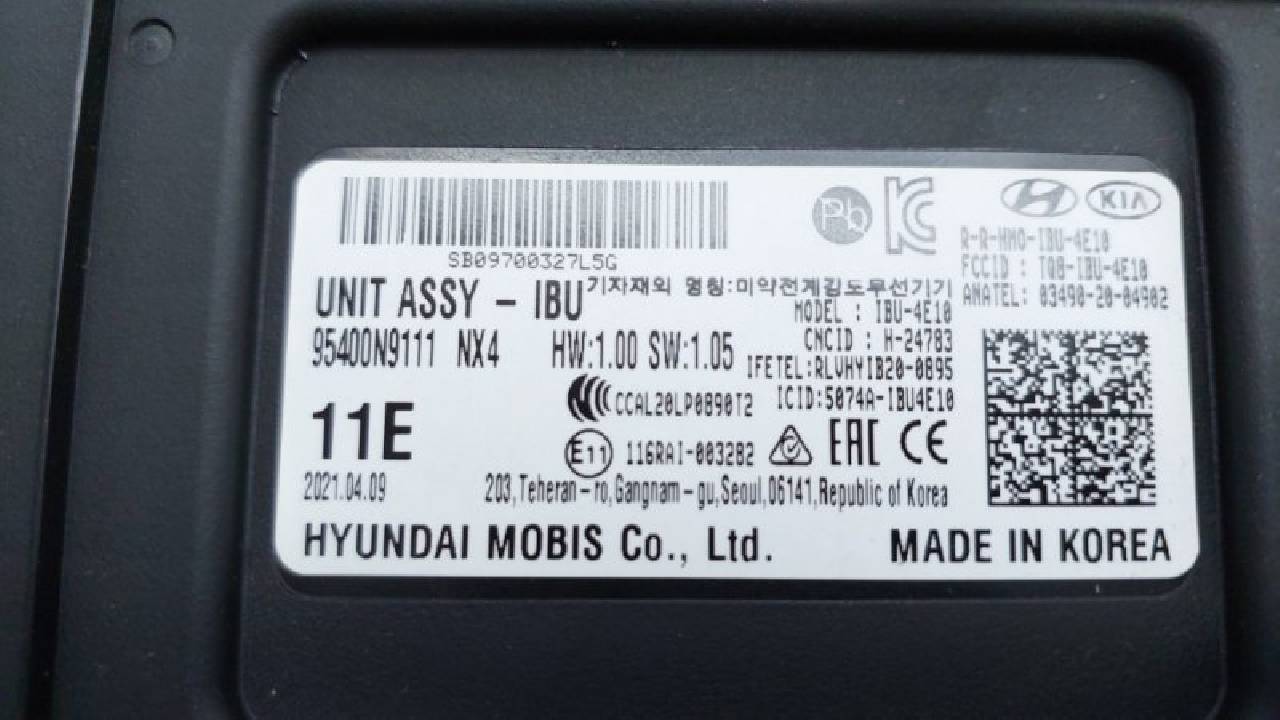 SB09700327L5G
Pb
KC
KIA
R-R-HMO-IBU-4E10
FCCID : TQ8-IBU-4E10
ANATEL: 03490-20-04902
UNIT ASSY - IBU
기자재의 명칭:미약전계강도무선기기
MODEL : IBU-4E10
95400N9111 NX4 HW:1.00 SW:1.05
CNCID : H-24783
IFETEL:RLVHYIB20-0895
CCAL20LP0890T2
ICID:5074A-IBU4E10
11E
E11 116RAI-003282 EAC CE
2021.04.09
203,Teheran-ro,Gangnam-gu,Seoul,06141,Republic of Korea
HYUNDAI MOBIS Co., Ltd. MADE IN KOREA